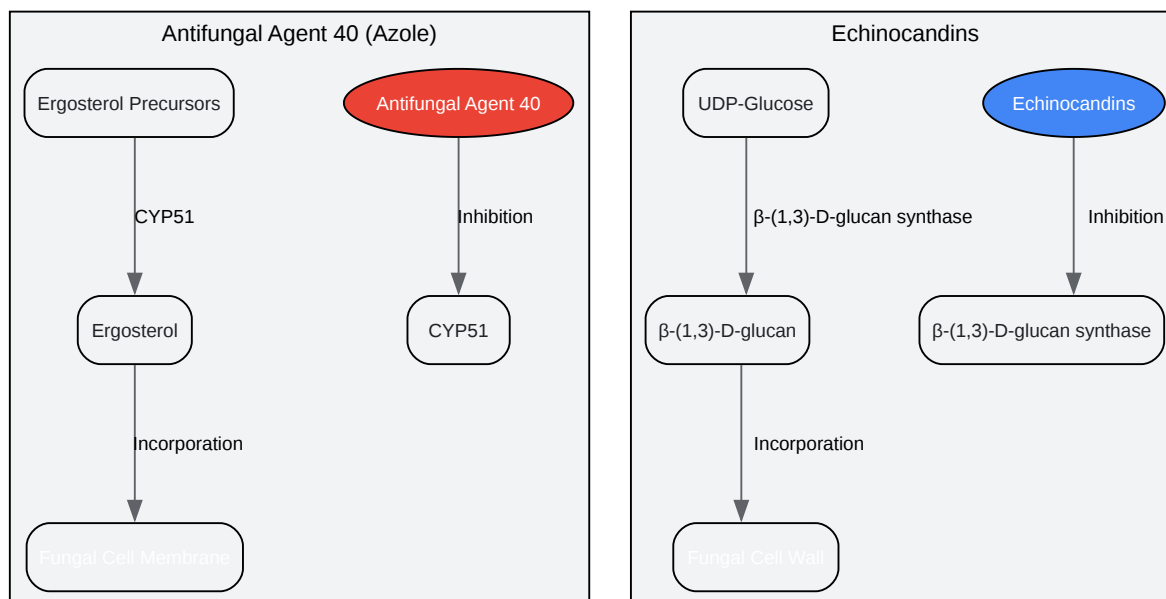 Antifungal Agent 40 (Azole)
Ergosterol Precursors
Antifungal Agent 40
CYP51
Inhibition
Ergosterol
CYP51
Incorporation
Fungal Cell Membrane
Echinocandins
UDP-Glucose
Echinocandins
β-(1,3)-D-glucan synthase
Inhibition
β-(1,3)-D-glucan
β-(1,3)-D-glucan synthase
Incorporation
Fungal Cell Wall